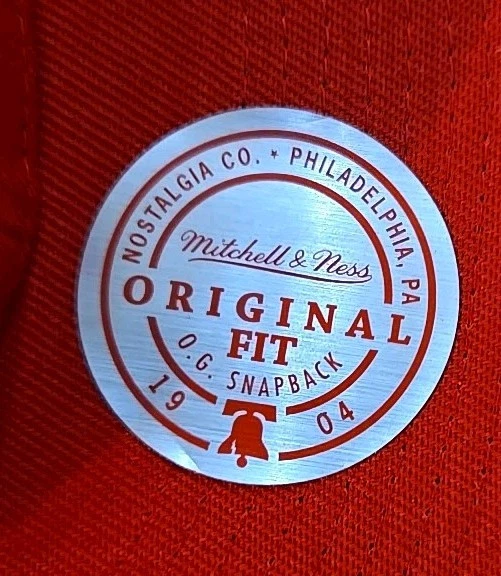 NOSTALGIA CO. ★ PHILADELPHIA, PA
Mitchell & Ness
ORIGINAL
FIT
O.G. SNAPBACK
19 04